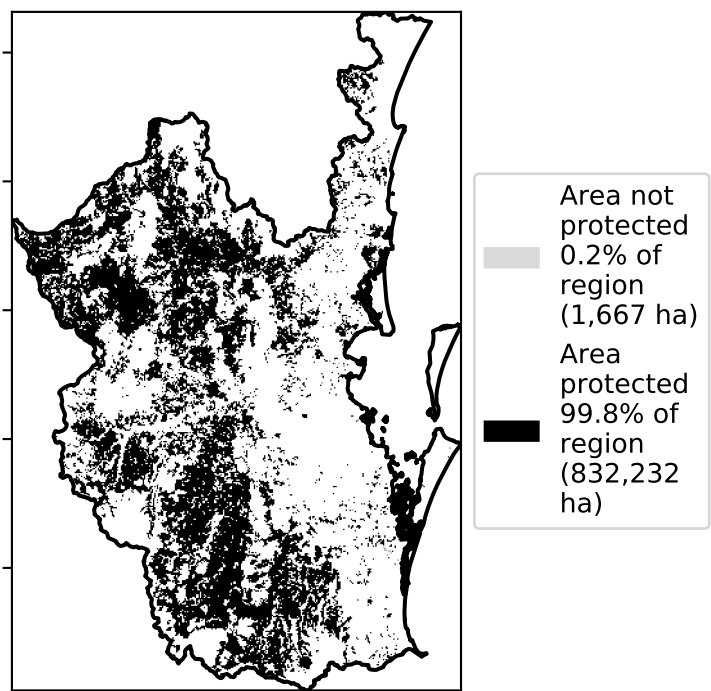 Area not
protected
0.2% of
region
(1,667 ha)
Area
protected
99.8% of
region
(832,232
ha)